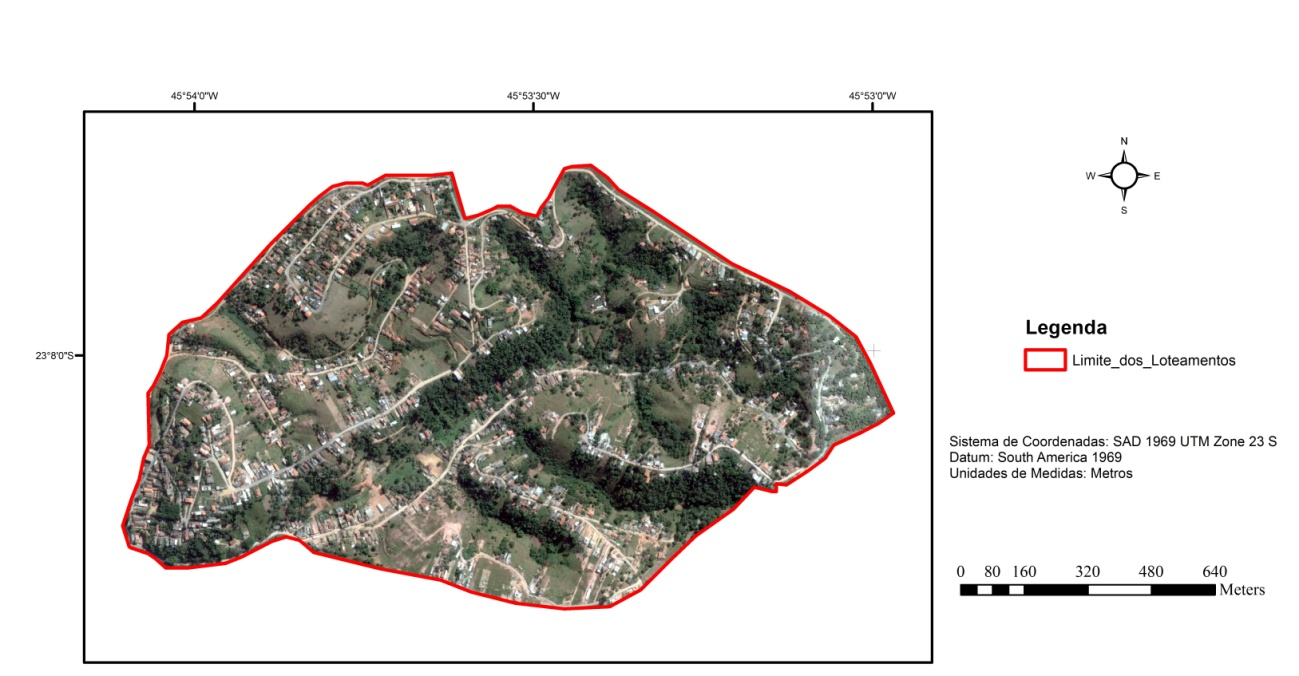 45°54'0"W
45°53'30"W
45°53'0"W
23°8'0"S
N
W
E
S
Legenda
Limite_dos_Loteamentos
Sistema de Coordenadas: SAD 1969 UTM Zone 23 S
Datum: South America 1969
Unidades de Medidas: Metros
0 80 160 320 480 640
Meters